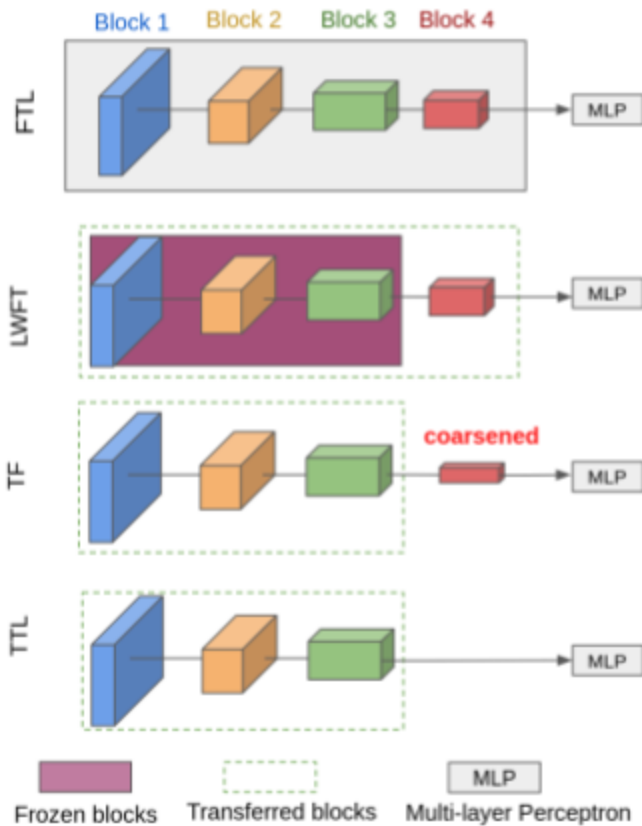 Block 1 Block 2 Block 3 Block 4
FTL
MLP
LWFT
MLP
coarsened
TF
MLP
TTL
MLP
MLP
Frozen blocks Transferred blocks Multi-layer Perceptron